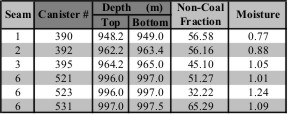 Seam Canister # Depth (m) Non-Coal Fraction Moisture
Top Bottom
1 390 948.2 949.0 56.58 0.77
2 392 962.2 963.4 56.16 0.88
3 395 964.2 965.0 45.10 1.05
6 521 996.0 997.0 51.27 1.01
6 523 996.0 997.0 32.22 1.24
6 531 997.0 997.5 65.29 1.09